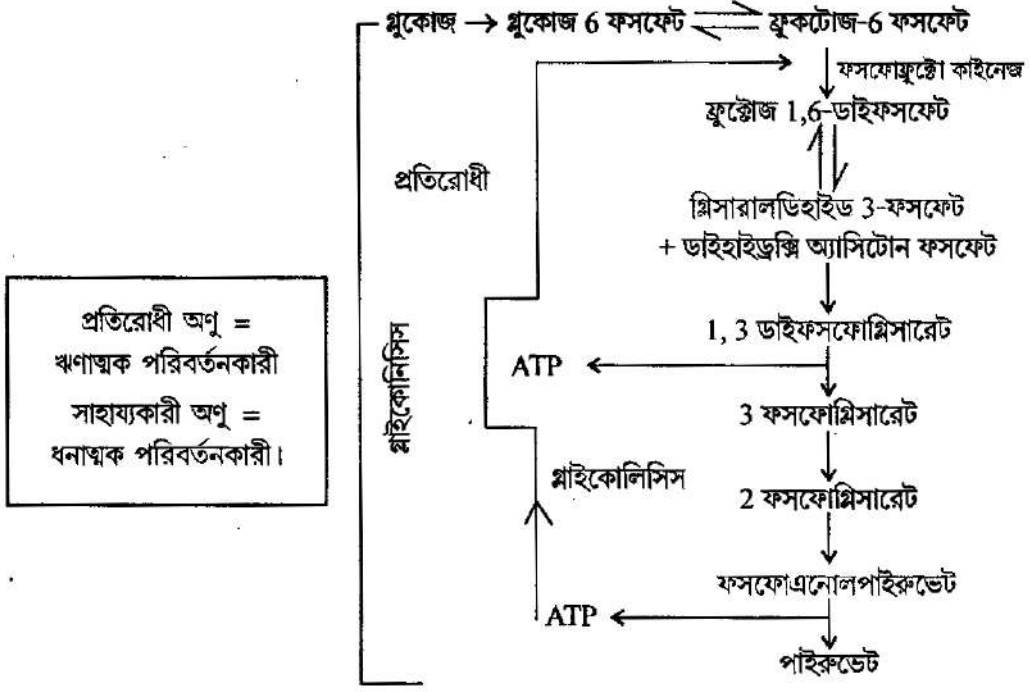 গ্লুকোজ → গ্লুকোজ 6 ফসফেট ⇌ ফ্রুকটোজ-6 ফসফেট
ফসফোফ্রুক্টো কাইনেজ
ফ্রুক্টোজ 1,6-ডাইফসফেট
প্রতিরোধী
গ্লিসারালডিহাইড 3-ফসফেট
+ ডাইহাইড্রক্সি অ্যাসিটোন ফসফেট
প্রতিরোধী অণু =
ঋণাত্মক পরিবর্তনকারী
সাহায্যকারী অণু =
ধনাত্মক পরিবর্তনকারী।
গ্লাইকোনিসিস
1, 3 ডাইফসফোগ্লিসারেট
ATP
3 ফসফোগ্লিসারেট
গ্লাইকোলিসিস
2 ফসফোগ্লিসারেট
ফসফোএনোলপাইরুভেট
ATP
পাইরুভেট